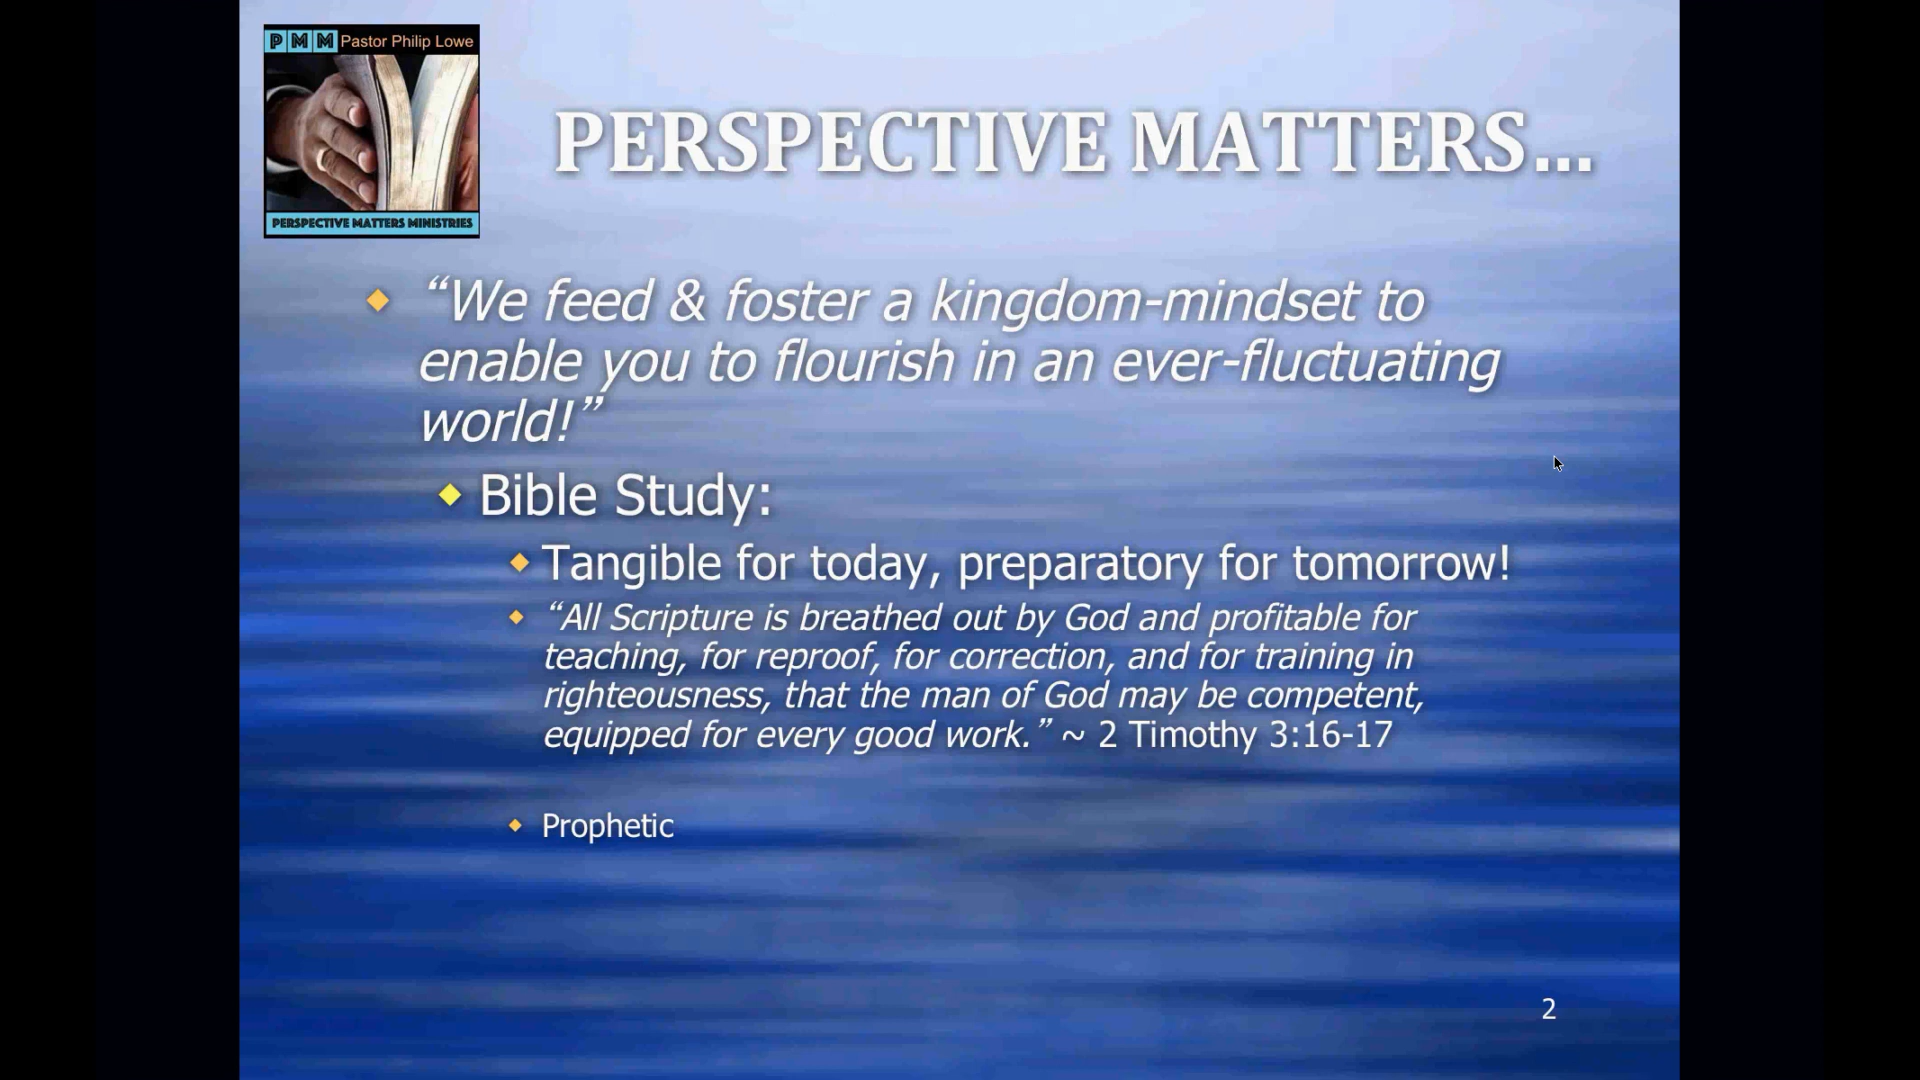 PMM Pastor Philip Lowe
PERSPECTIVE MATTERS MINISTRIES
PERSPECTIVE MATTERS…
“We feed & foster a kingdom-mindset to
enable you to flourish in an ever-fluctuating
world!”
Bible Study:
Tangible for today, preparatory for tomorrow!
“All Scripture is breathed out by God and profitable for
teaching, for reproof, for correction, and for training in
righteousness, that the man of God may be competent,
equipped for every good work.” ~ 2 Timothy 3:16-17
Prophetic
2